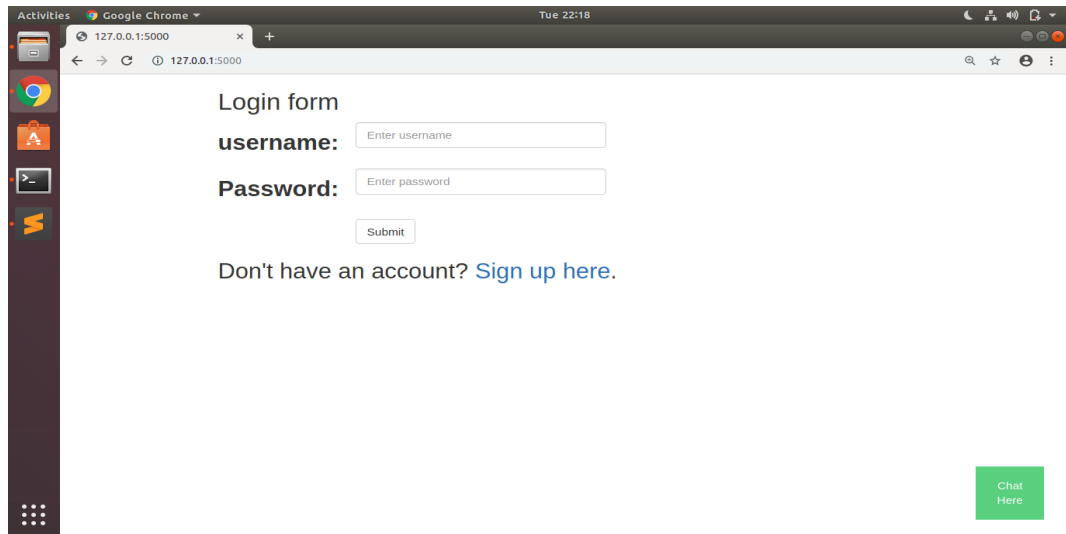 Activities Google Chrome Tue 22:18
127.0.0.1:5000
127.0.0.1:5000
Login form
username: Enter username
Password: Enter password
Submit
Don't have an account? Sign up here.
Chat
Here